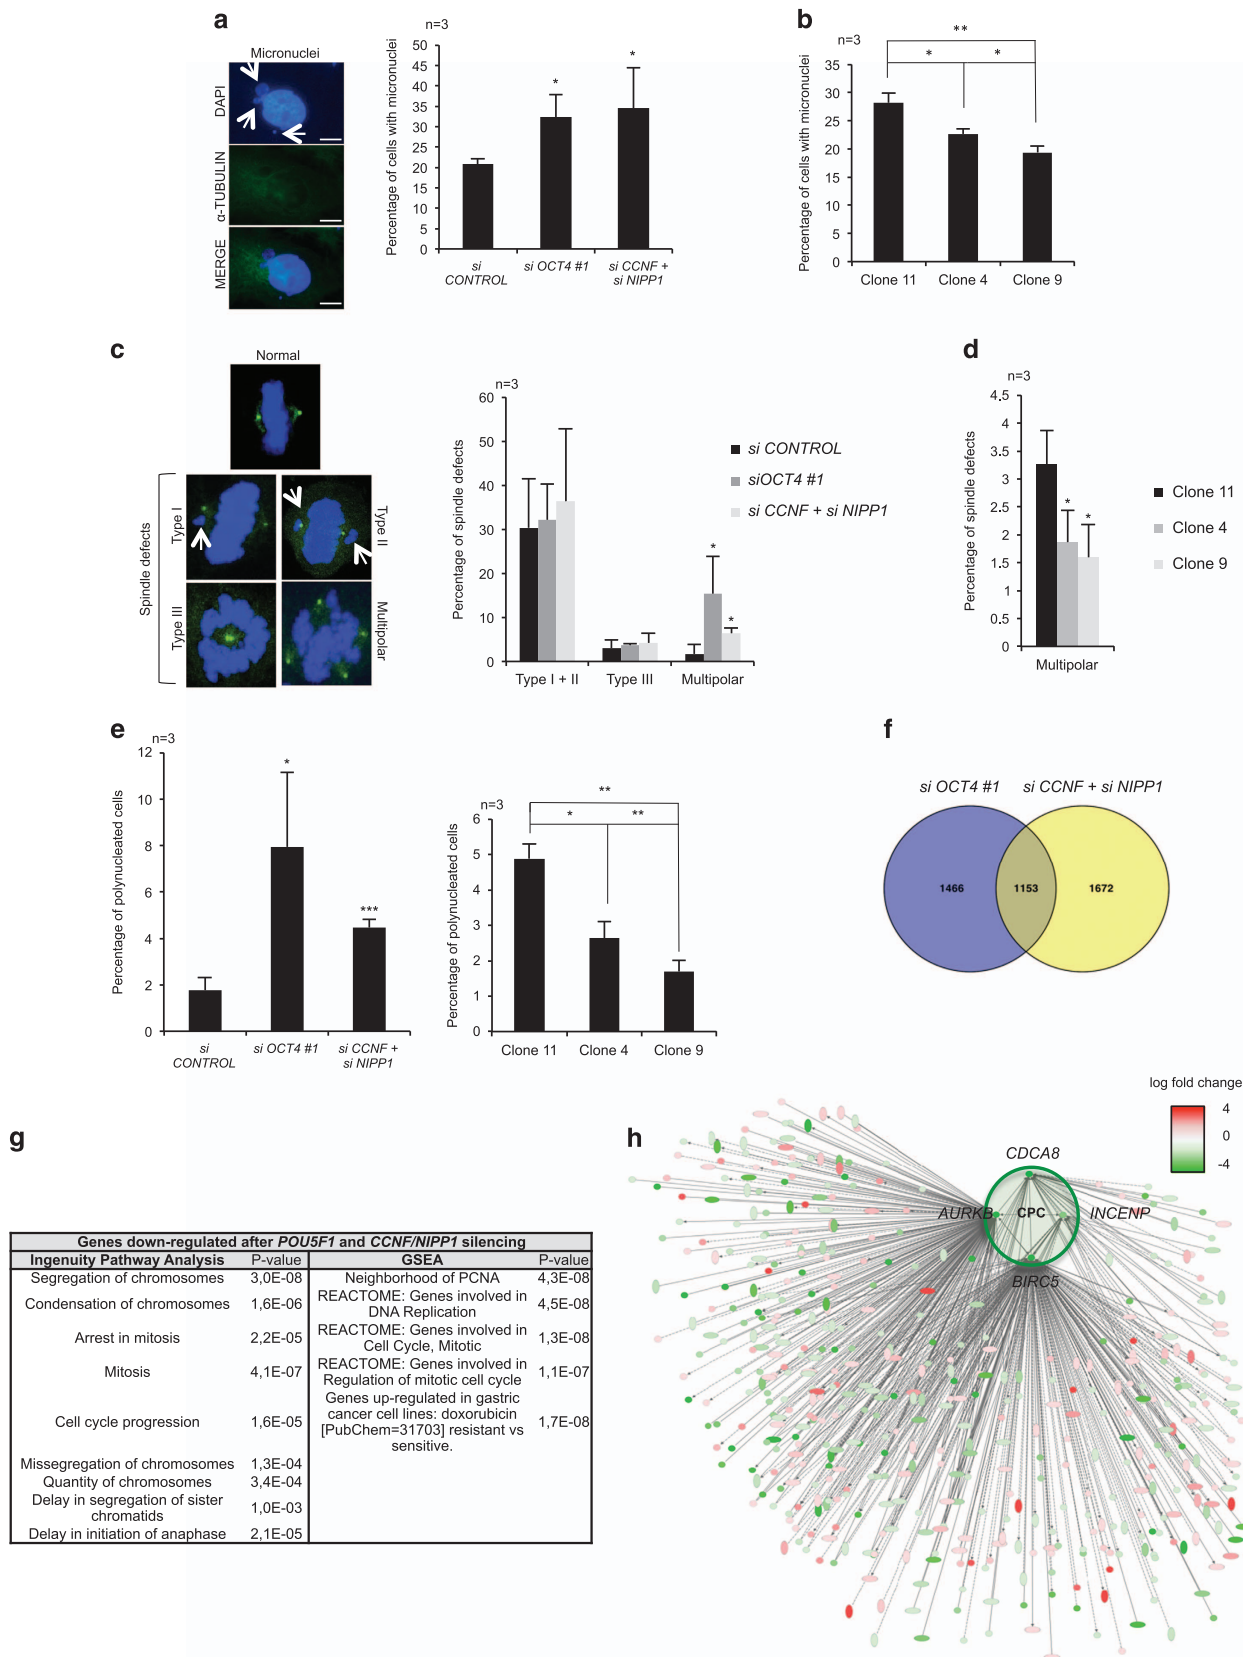 a
Micronuclei
DAPI
α-TUBULIN
MERGE
n=3
Percentage of cells with micronuclei
50
45
40
35
30
25
20
15
10
5
0
*
*
si CONTROL
si OCT4 #1
si CCNF + si NIPP1
b
n=3
Percentage of cells with micronuclei
35
30
25
20
15
10
5
0
**
*
*
Clone 11
Clone 4
Clone 9
c
Normal
Spindle defects
Type I
Type II
Type III
Multipolar
n=3
Percentage of spindle defects
60
50
40
30
20
10
0
*
*
Type I + II
Type III
Multipolar
si CONTROL
siOCT4 #1
si CCNF + si NIPP1
d
n=3
Percentage of spindle defects
4.5
4
3.5
3
2.5
2
1.5
1
0.5
0
*
*
Multipolar
Clone 11
Clone 4
Clone 9
e
n=3
Percentage of polynucleated cells
12
10
8
6
4
2
0
*
***
si CONTROL
si OCT4 #1
si CCNF + si NIPP1
n=3
Percentage of polynucleated cells
6
5
4
3
2
1
0
**
*
**
Clone 11
Clone 4
Clone 9
f
si OCT4 #1
si CCNF + si NIPP1
1466
1153
1672
g
Genes down-regulated after POU5F1 and CCNF/NIPP1 silencing
Ingenuity Pathway Analysis P-value GSEA P-value
Segregation of chromosomes 3,0E-08 Neighborhood of PCNA 4,3E-08
Condensation of chromosomes 1,6E-06 REACTOME: Genes involved in DNA Replication 4,5E-08
Arrest in mitosis 2,2E-05 REACTOME: Genes involved in Cell Cycle, Mitotic 1,3E-08
Mitosis 4,1E-07 REACTOME: Genes involved in Regulation of mitotic cell cycle 1,1E-07
Cell cycle progression 1,6E-05 Genes up-regulated in gastric cancer cell lines: doxorubicin [PubChem=31703] resistant vs sensitive. 1,7E-08
Missegregation of chromosomes 1,3E-04
Quantity of chromosomes 3,4E-04
Delay in segregation of sister chromatids 1,0E-03
Delay in initiation of anaphase 2,1E-05
h
log fold change
4
0
-4
CDCA8
AURKB
CPC
INCENP
BIRC5